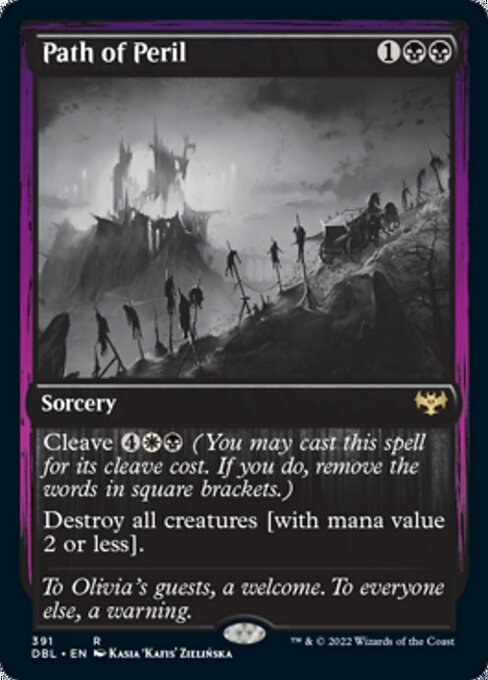 Path of Peril 1
Sorcery
Cleave 4 (You may cast this spell
for its cleave cost. If you do, remove the
words in square brackets.)
Destroy all creatures [with mana value
2 or less].
To Olivia's guests, a welcome. To everyone
else, a warning.
391 R
DBL • EN Kasia 'Kafis' Zielińska ™ & © 2022 Wizards of the Coast